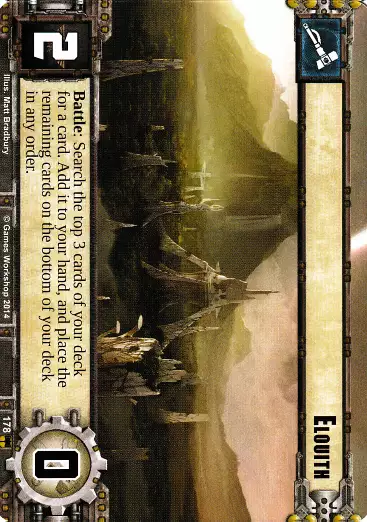 Elouith
2
Battle: Search the top 3 cards of your deck
for a card. Add it to your hand, and place the
remaining cards on the bottom of your deck
in any order.
0
Illus. Matt Bradbury
© Games Workshop 2014
178